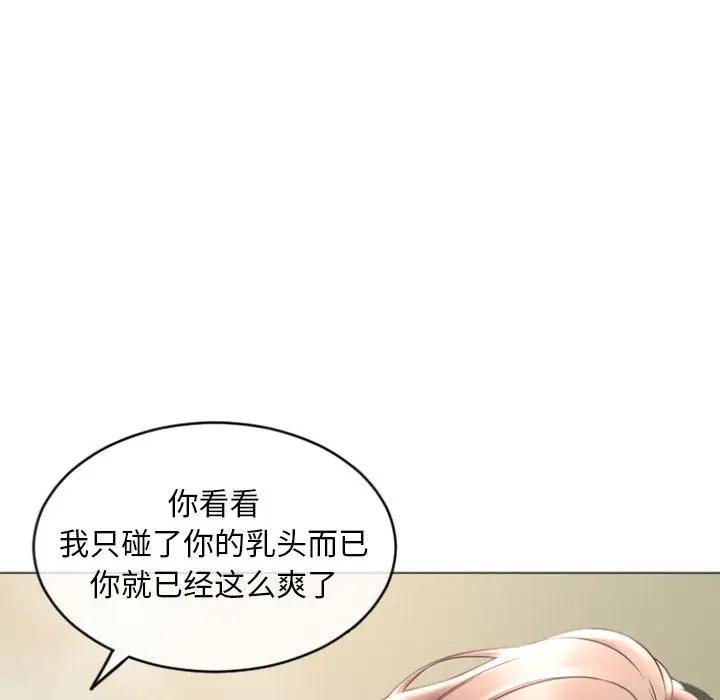 你看看
我只碰了你的乳头而已
你就已经这么爽了